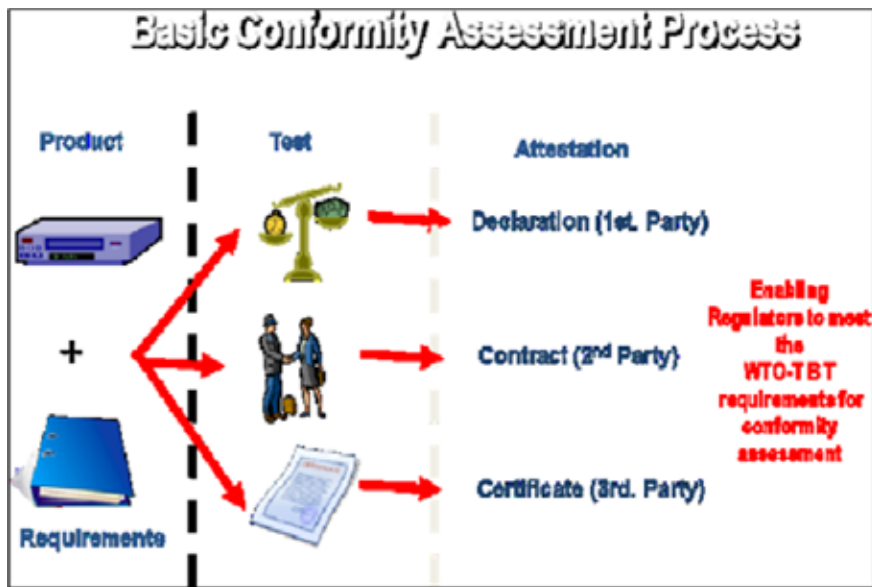 Basic Conformity Assessment Process
Product
Test
Attestation
Declaration (1st. Party)
+
Contract (2nd Party)
Certificate (3rd. Party)
Requirements
Enabling
Regulators to meet
the
WTO-TBT
requirements for
conformity
assessment